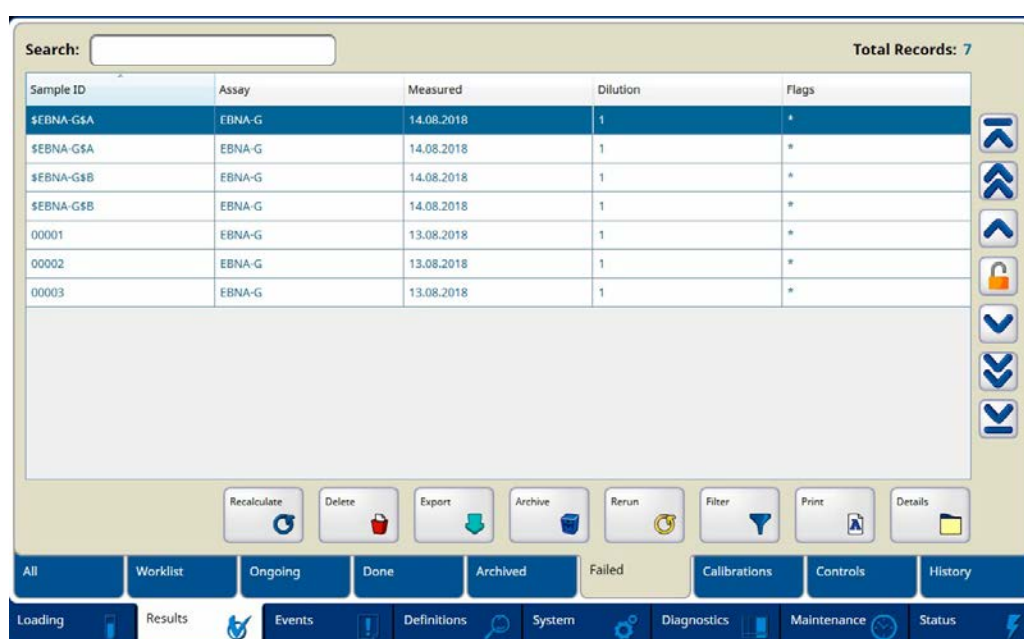 Search: Total Records: 7
Sample ID Assay Measured Dilution Flags
$EBNA-G$A EBNA-G 14.08.2018 1 *
$EBNA-G$A EBNA-G 14.08.2018 1 *
$EBNA-G$B EBNA-G 14.08.2018 1 *
$EBNA-G$B EBNA-G 14.08.2018 1 *
00001 EBNA-G 13.08.2018 1 *
00002 EBNA-G 13.08.2018 1 *
00003 EBNA-G 13.08.2018 1 *
Recalculate Delete Export Archive Rerun Filter Print Details
All Worklist Ongoing Done Archived Failed Calibrations Controls History
Loading Results Events Definitions System Diagnostics Maintenance Status